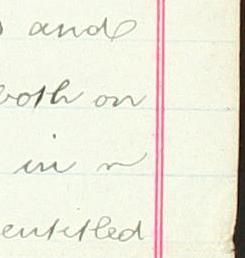 and
both on
in
entitled